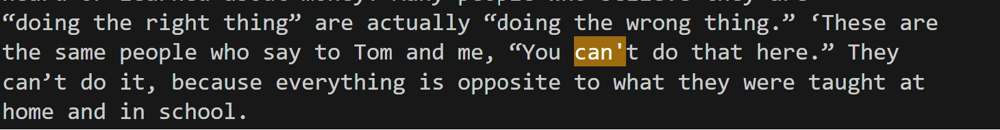 “doing the right thing” are actually “doing the wrong thing.” ‘These are
the same people who say to Tom and me, “You can't do that here.” They
can’t do it, because everything is opposite to what they were taught at
home and in school.